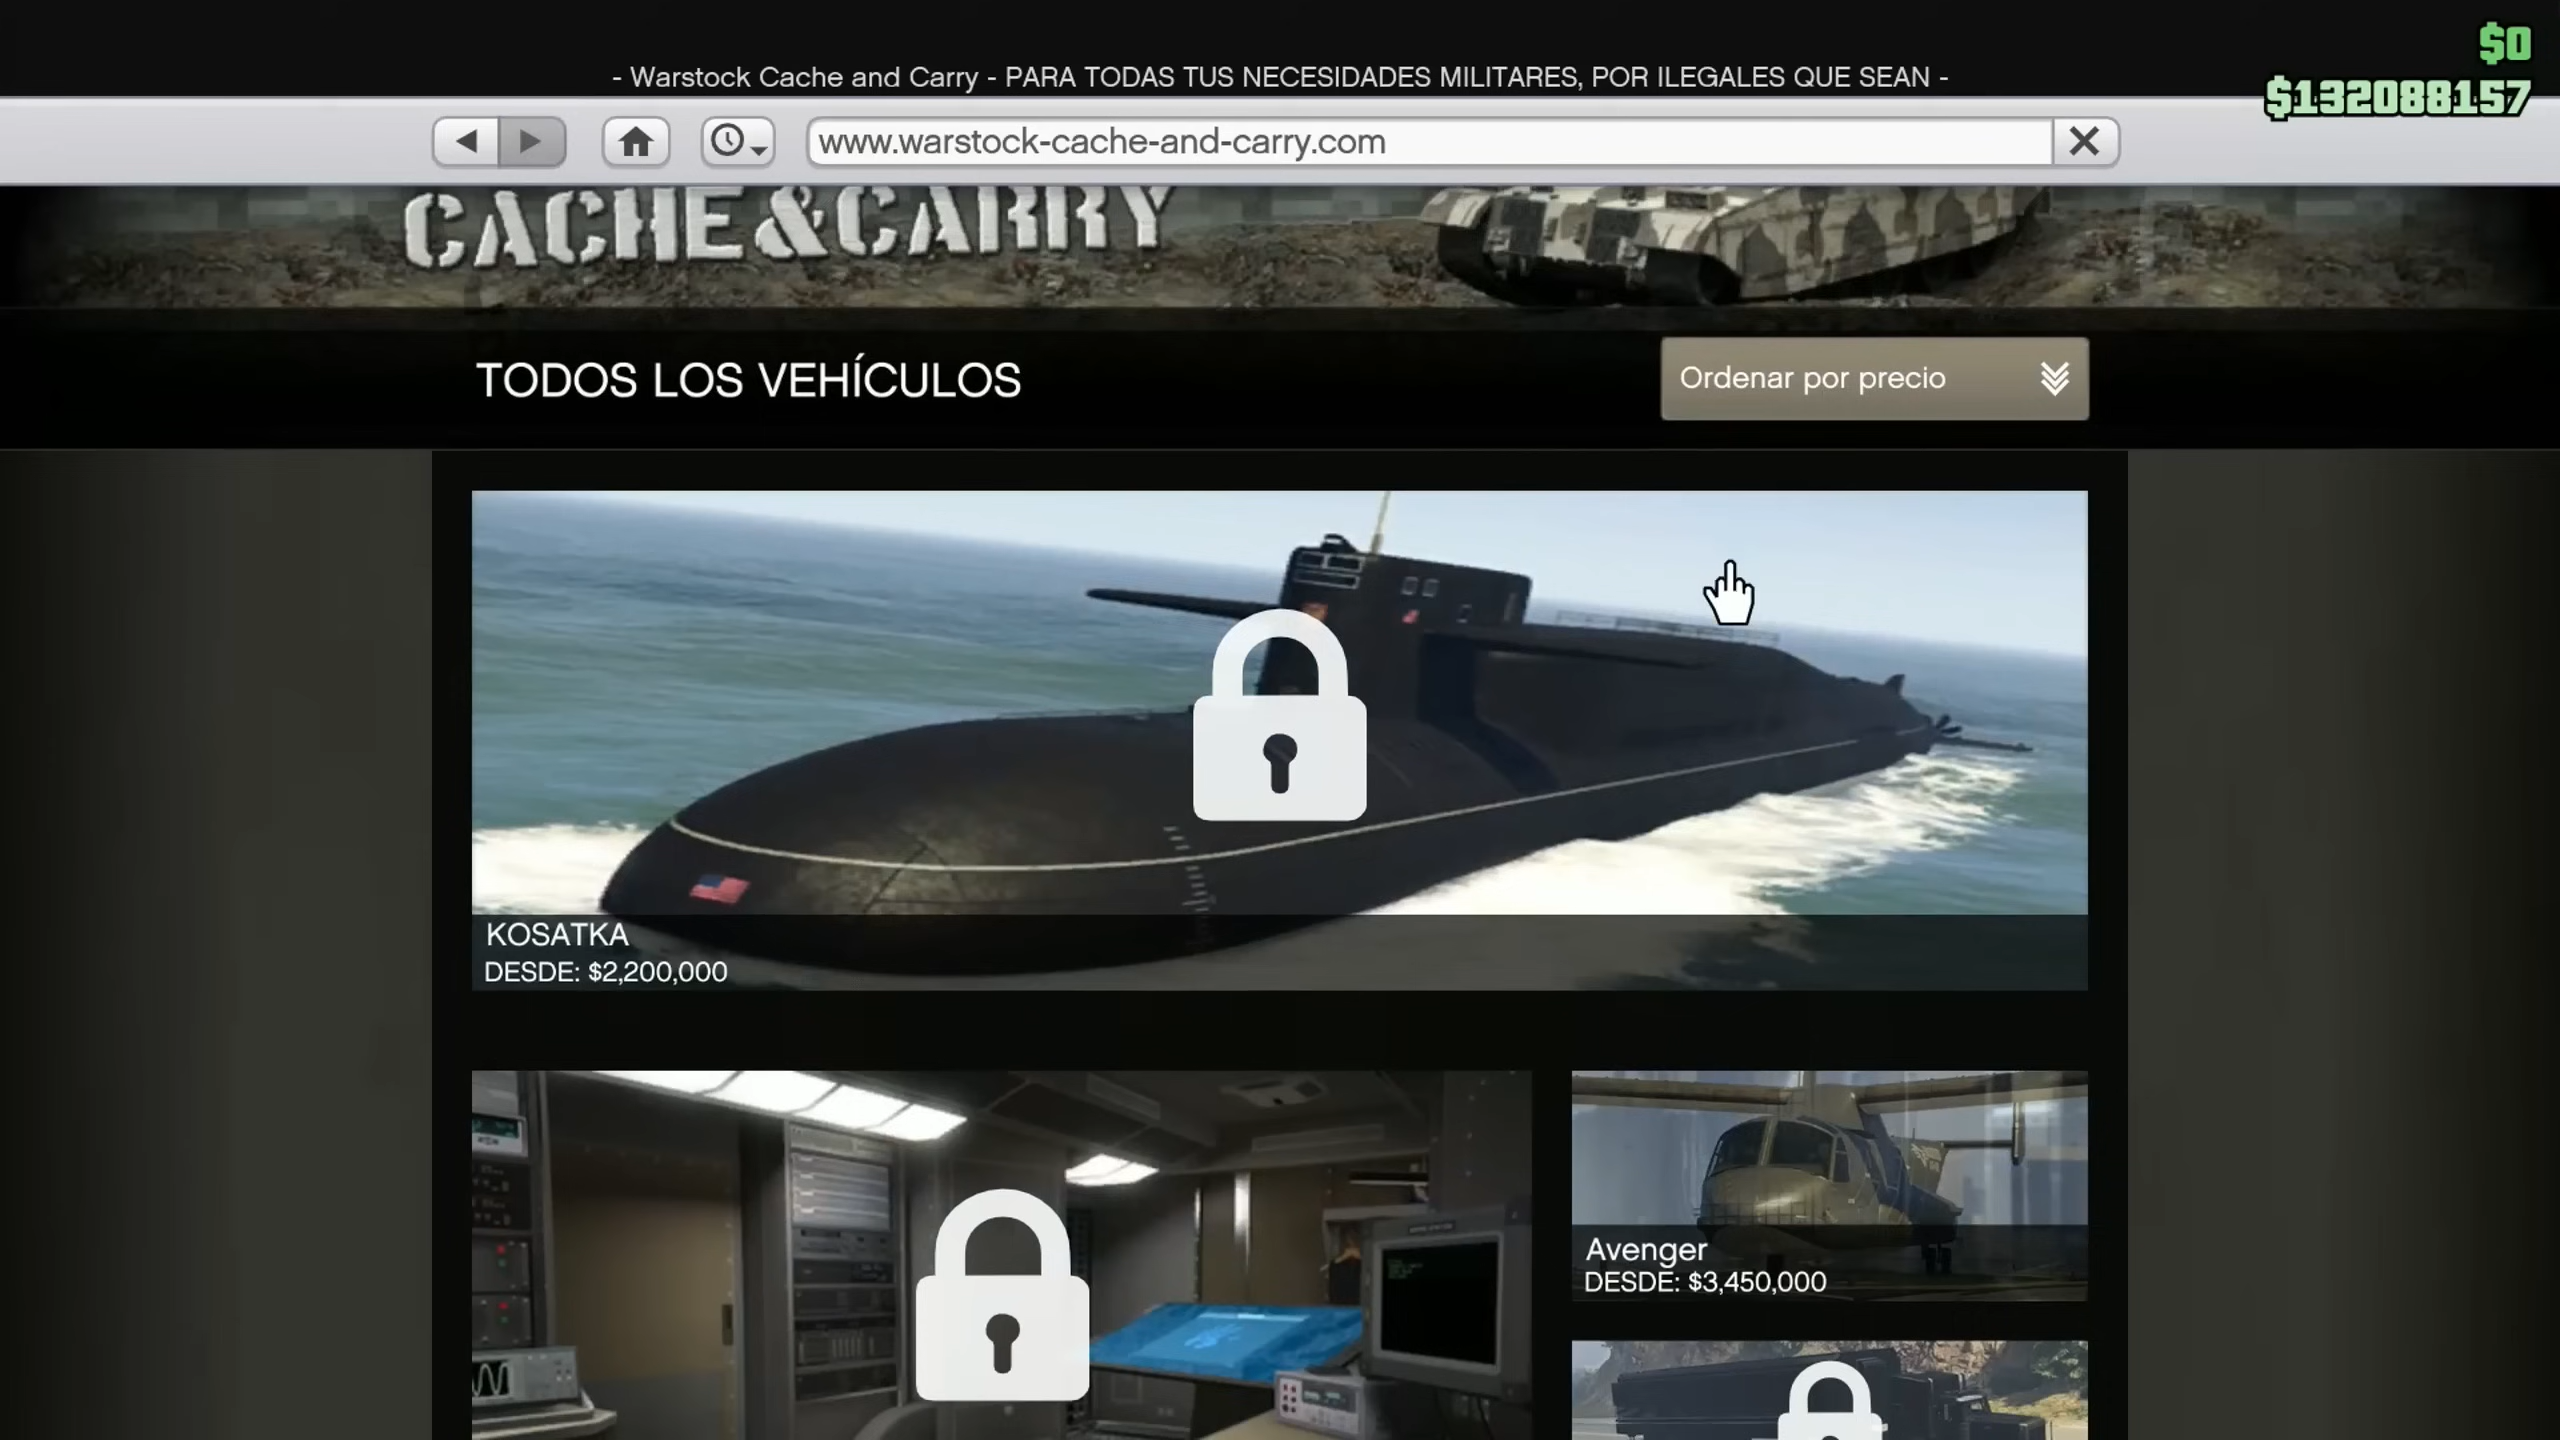 $0
- Warstock Cache and Carry - PARA TODAS TUS NECESIDADES MILITARES, POR ILEGALES QUE SEAN -
$132088157
www.warstock-cache-and-carry.com
CACHE&CARRY
TODOS LOS VEHÍCULOS
Ordenar por precio
KOSATKA
DESDE: $2,200,000
Avenger
DESDE: $3,450,000